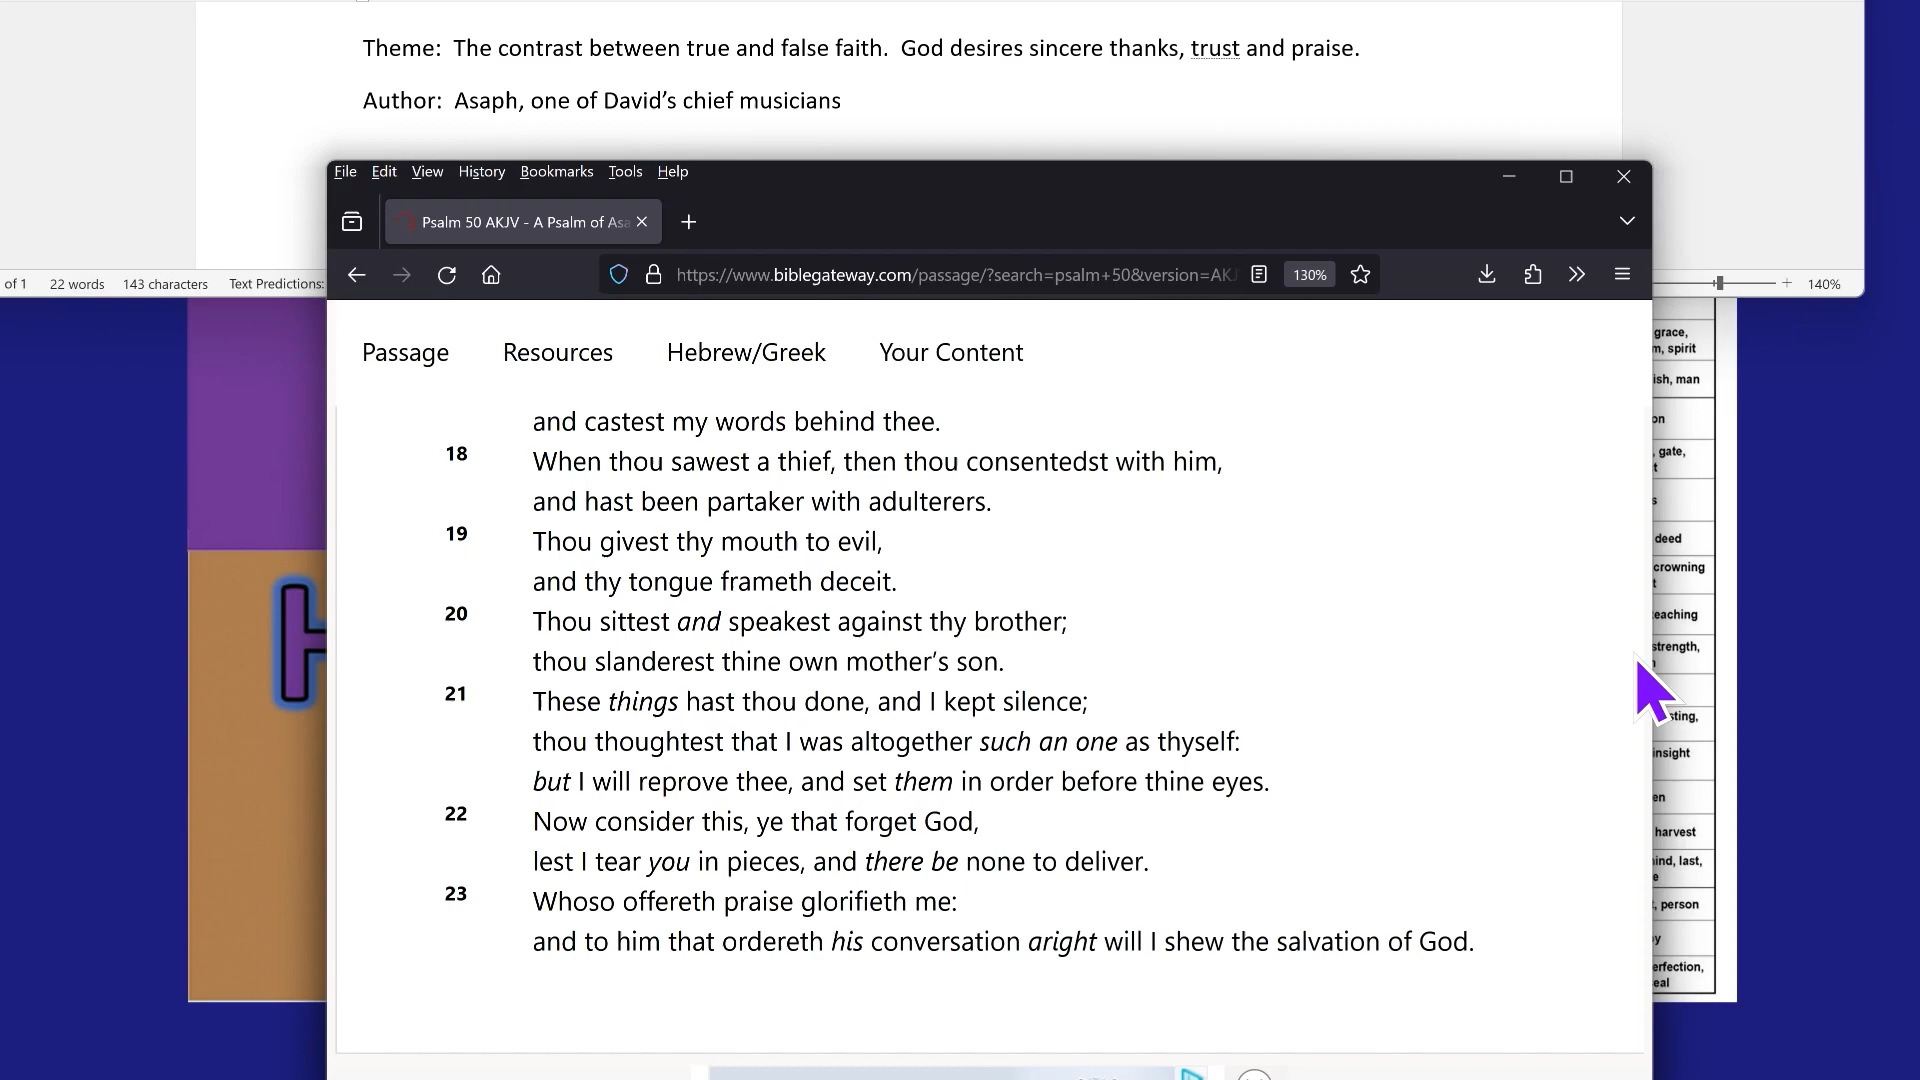 Theme:  The contrast between true and false faith.  God desires sincere thanks, trust and praise.
Author:  Asaph, one of David's chief musicians
File Edit View History Bookmarks Tools Help
Psalm 50 AKJV - A Psalm of Asa
https://www.biblegateway.com/passage/?search=psalm+50&version=AKJ
130%
of 1 22 words 143 characters Text Predictions:
140%
Passage Resources Hebrew/Greek Your Content
and castest my words behind thee.
18 When thou sawest a thief, then thou consentedst with him,
and hast been partaker with adulterers.
19 Thou givest thy mouth to evil,
and thy tongue frameth deceit.
20 Thou sittest and speakest against thy brother;
thou slanderest thine own mother's son.
21 These things hast thou done, and I kept silence;
thou thoughtest that I was altogether such an one as thyself:
but I will reprove thee, and set them in order before thine eyes.
22 Now consider this, ye that forget God,
lest I tear you in pieces, and there be none to deliver.
23 Whoso offereth praise glorifieth me:
and to him that ordereth his conversation aright will I shew the salvation of God.
H
grace,
spirit
man
gate,
deed
crowning
strength,
insight
harvest
last,
person